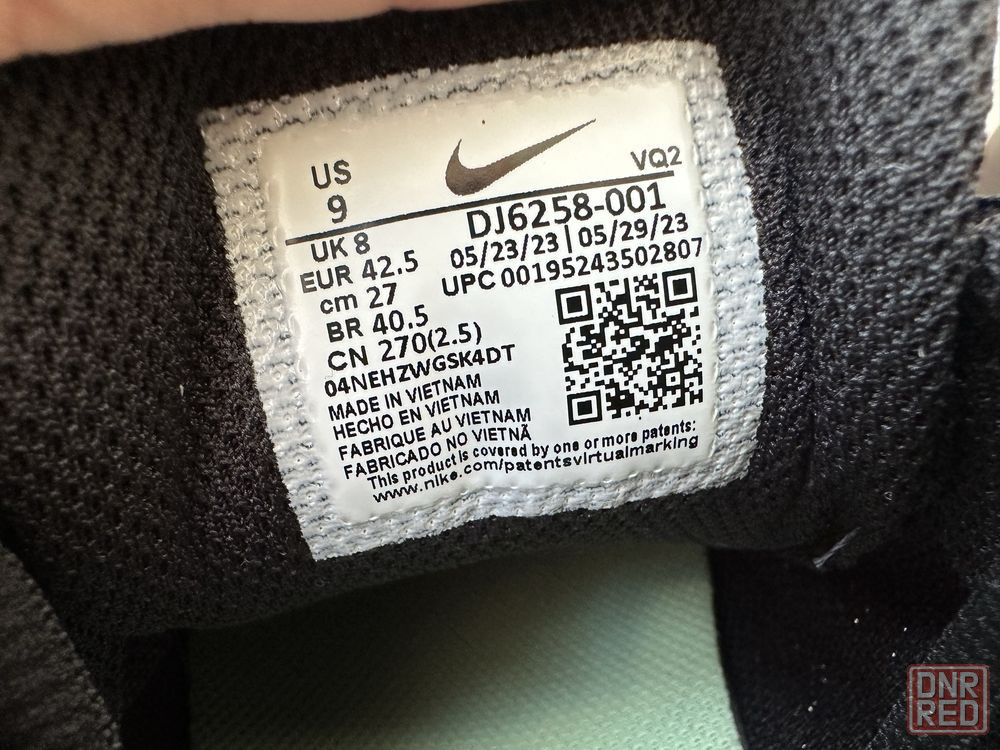 US
9
VQ2
UK 8
EUR 42.5
cm 27
BR 40.5
CN 270(2.5)
DJ6258-001
05/23/23 | 05/29/23
UPC 00195243502807
04NEHZWGSK4DT
MADE IN VIETNAM
HECHO EN VIETNAM
FABRIQUE AU VIETNAM
FABRICADO NO VIETNÃ
This product is covered by one or more patents:
www.nike.com/patentsvirtualmarking
DNR
RED